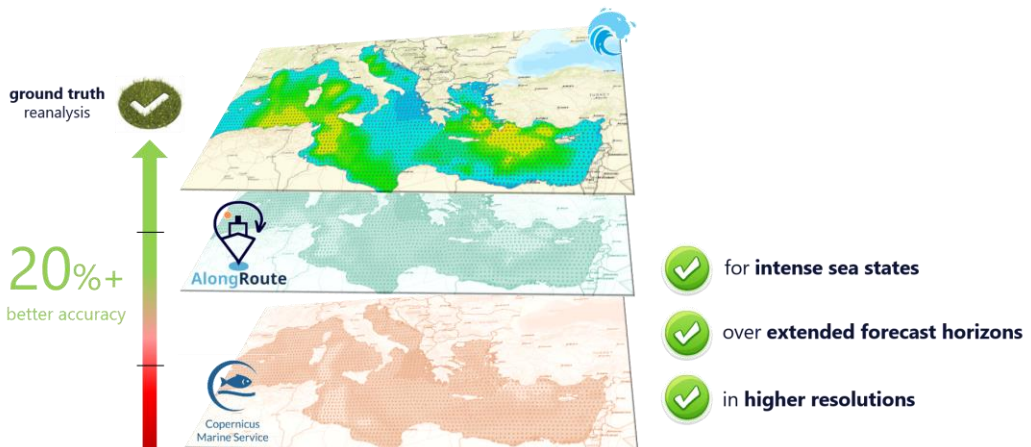 ground truth
reanalysis
20%+
better accuracy
AlongRoute
Copernicus
Marine Service
for intense sea states
over extended forecast horizons
in higher resolutions